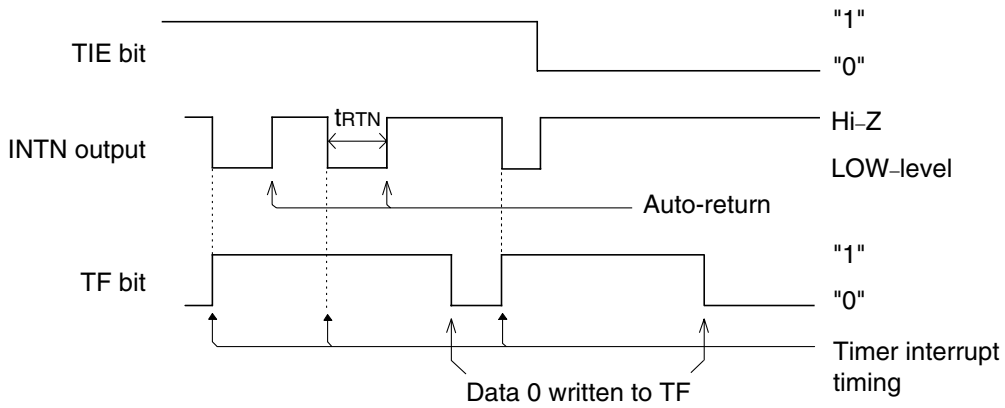 "1"
TIE bit
"0"
tRTN
Hi–Z
INTN output
LOW–level
Auto-return
"1"
TF bit
"0"
Timer interrupt
timing
Data 0 written to TF